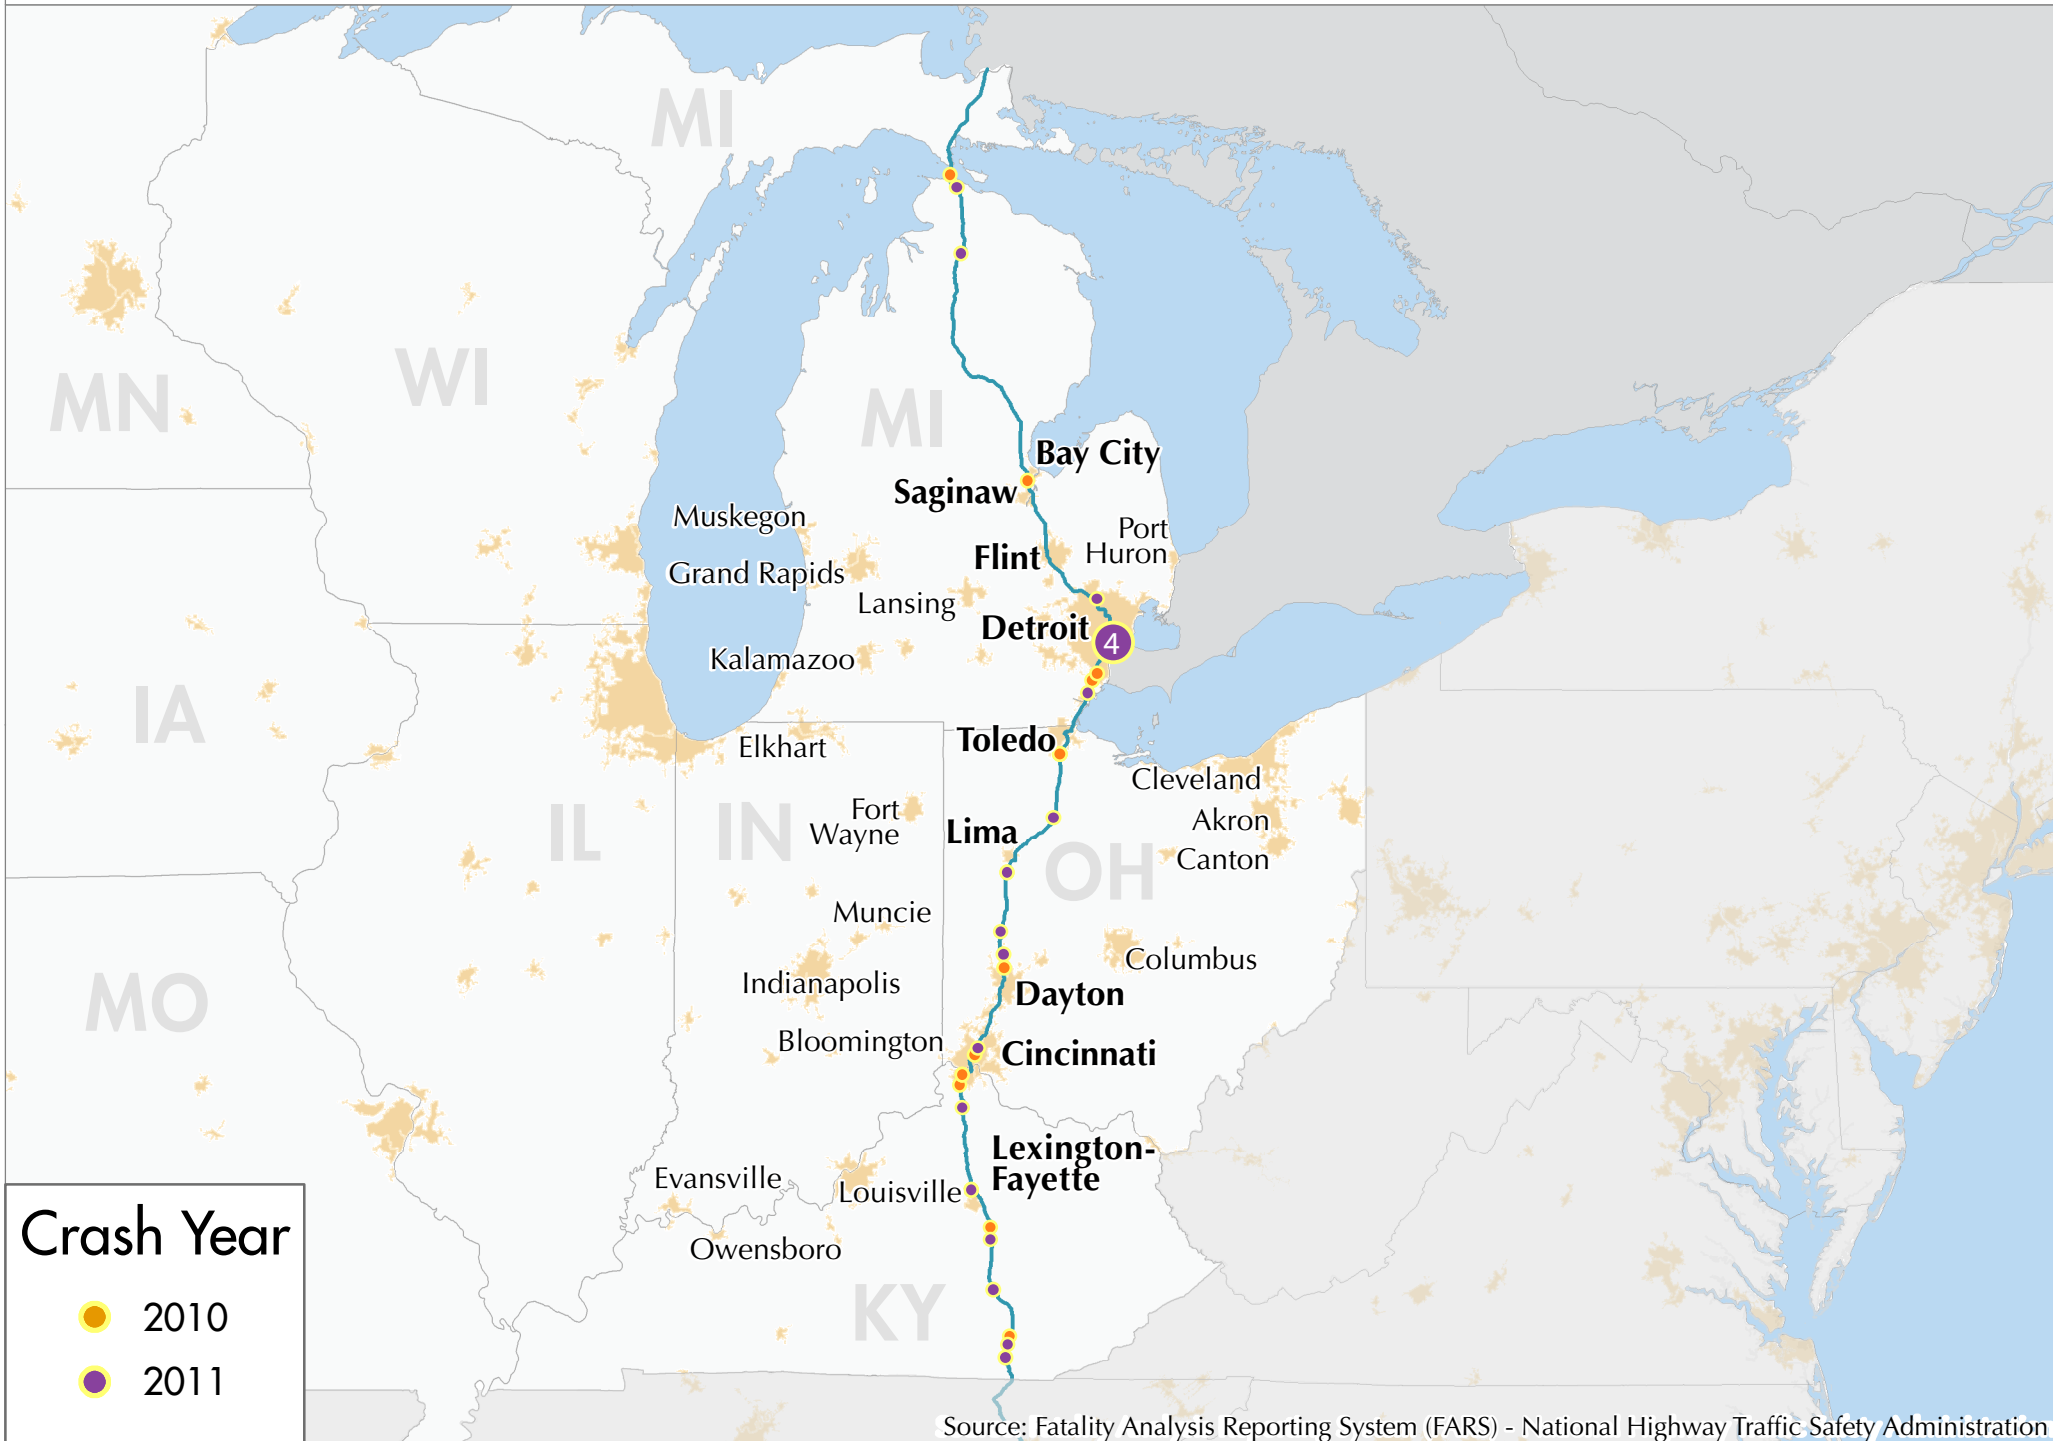 MI
WI
MN
MI
Bay City
Saginaw
Muskegon
Port
Huron
Flint
Grand Rapids
Lansing
Detroit
4
Kalamazoo
IA
Toledo
Elkhart
Cleveland
Fort
Wayne
Akron
IL
IN
Lima
Canton
OH
Muncie
Columbus
Indianapolis
Dayton
MO
Bloomington
Cincinnati
Lexington-
Fayette
Evansville
Louisville
Owensboro
KY
Crash Year
2010
2011
Source: Fatality Analysis Reporting System (FARS) - National Highway Traffic Safety Administration